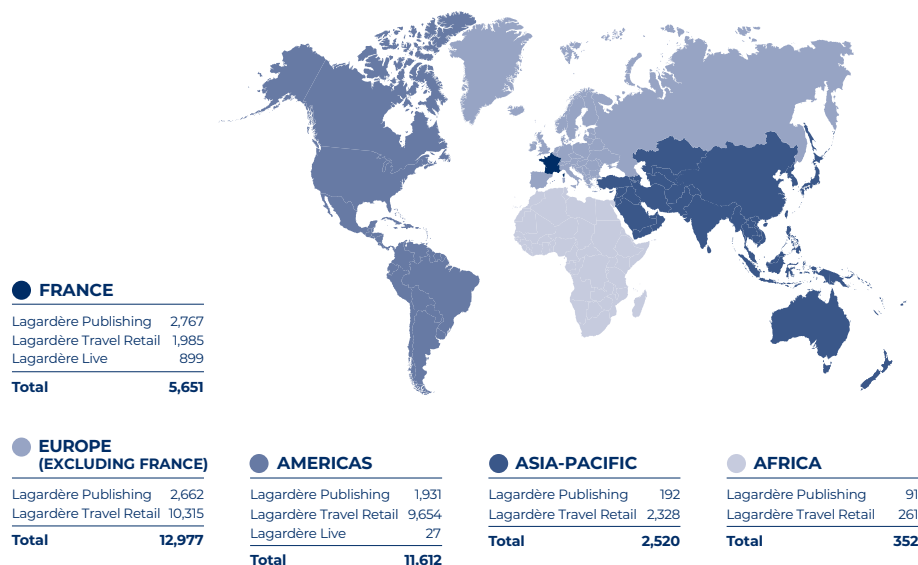 FRANCE
Lagardère Publishing 2,767
Lagardère Travel Retail 1,985
Lagardère Live 899
Total 5,651
EUROPE
(EXCLUDING FRANCE)
Lagardère Publishing 2,662
Lagardère Travel Retail 10,315
Total 12,977
AMERICAS
Lagardère Publishing 1,931
Lagardère Travel Retail 9,654
Lagardère Live 27
Total 11,612
ASIA-PACIFIC
Lagardère Publishing 192
Lagardère Travel Retail 2,328
Total 2,520
AFRICA
Lagardère Publishing 91
Lagardère Travel Retail 261
Total 352